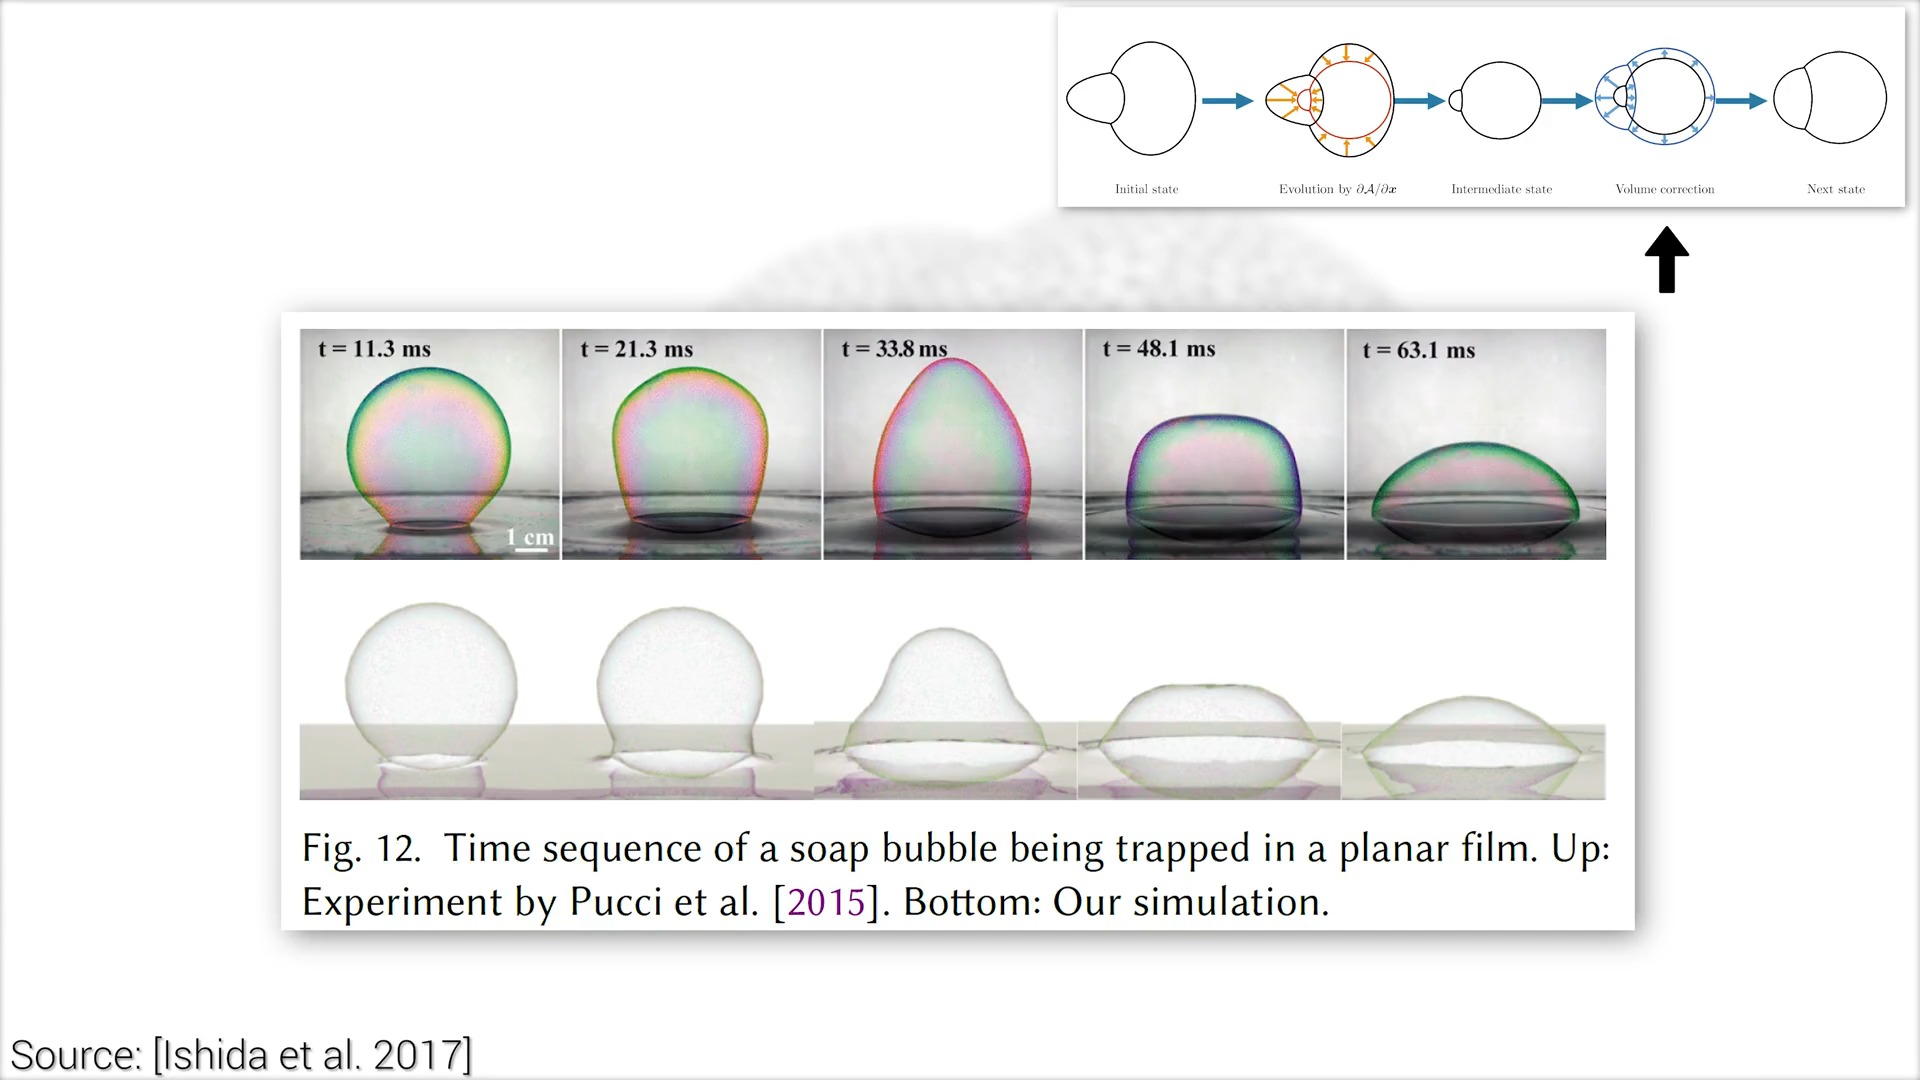 Initial state
Evolution by ∂𝒜/∂𝒙
Intermediate state
Volume correction
Next state
t = 11.3 ms
t = 21.3 ms
t = 33.8 ms
t = 48.1 ms
t = 63.1 ms
1 cm
Fig. 12. Time sequence of a soap bubble being trapped in a planar film. Up:
Experiment by Pucci et al. [2015]. Bottom: Our simulation.
Source: [Ishida et al. 2017]